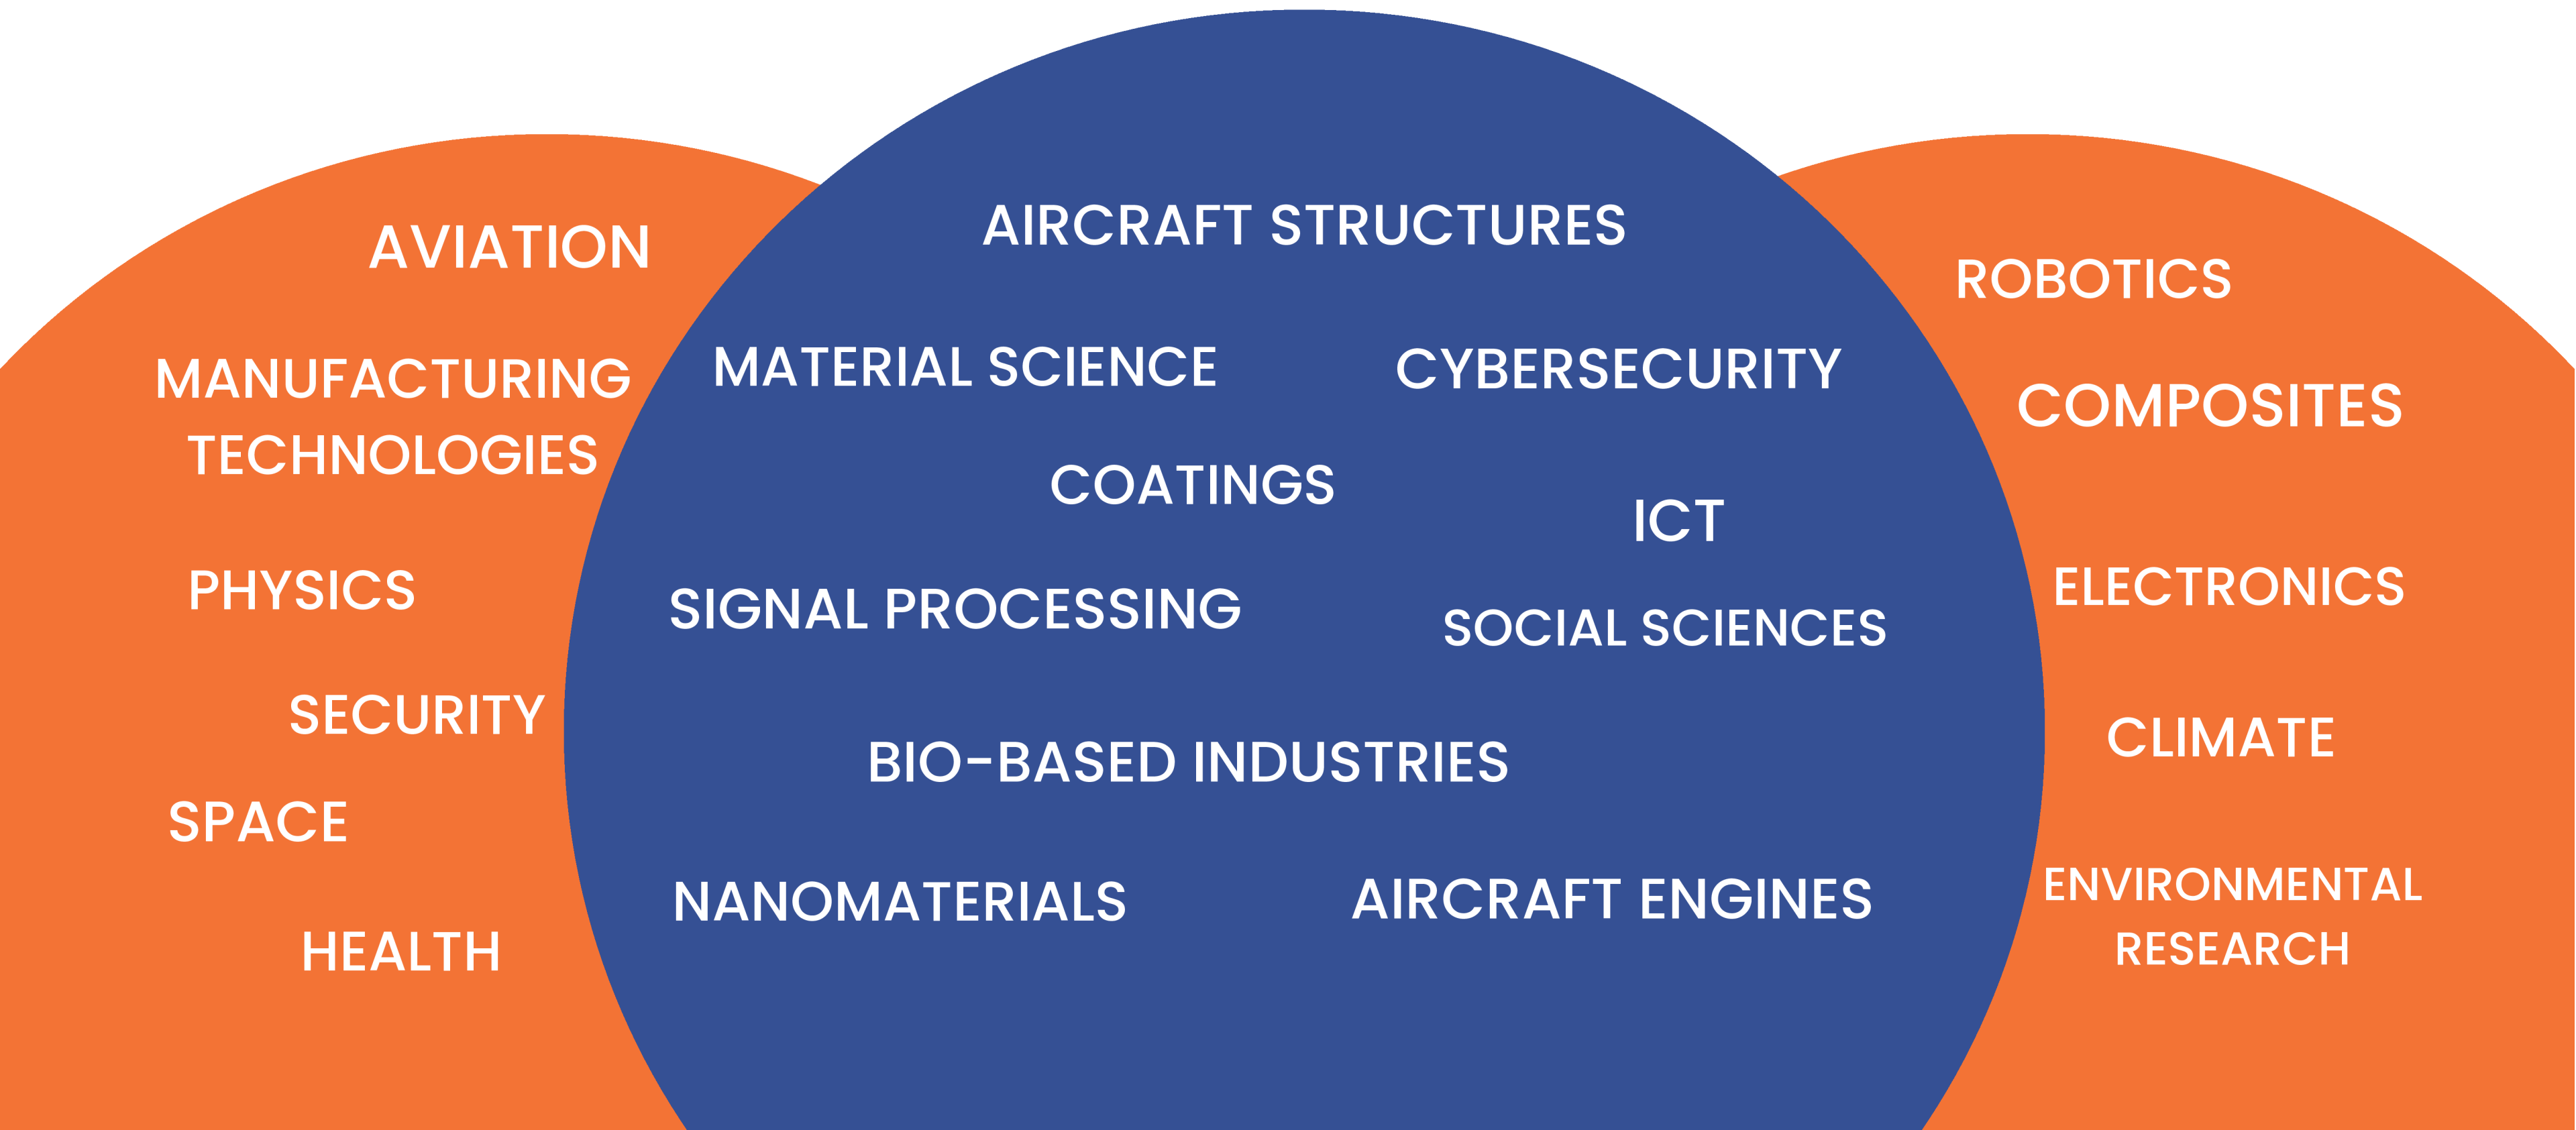 AVIATION
MANUFACTURING
TECHNOLOGIES
PHYSICS
SECURITY
SPACE
HEALTH
AIRCRAFT STRUCTURES
MATERIAL SCIENCE
CYBERSECURITY
COATINGS
ICT
SIGNAL PROCESSING
SOCIAL SCIENCES
BIO-BASED INDUSTRIES
NANOMATERIALS
AIRCRAFT ENGINES
ROBOTICS
COMPOSITES
ELECTRONICS
CLIMATE
ENVIRONMENTAL
RESEARCH